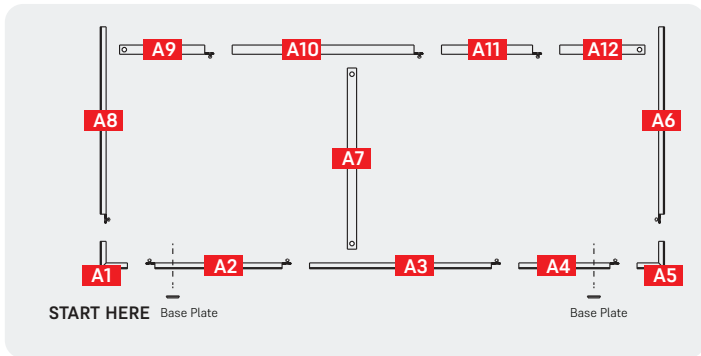 A9 A10 A11 A12
A8 A6
A7
A1 A2 A3 A4 A5
START HERE Base Plate Base Plate